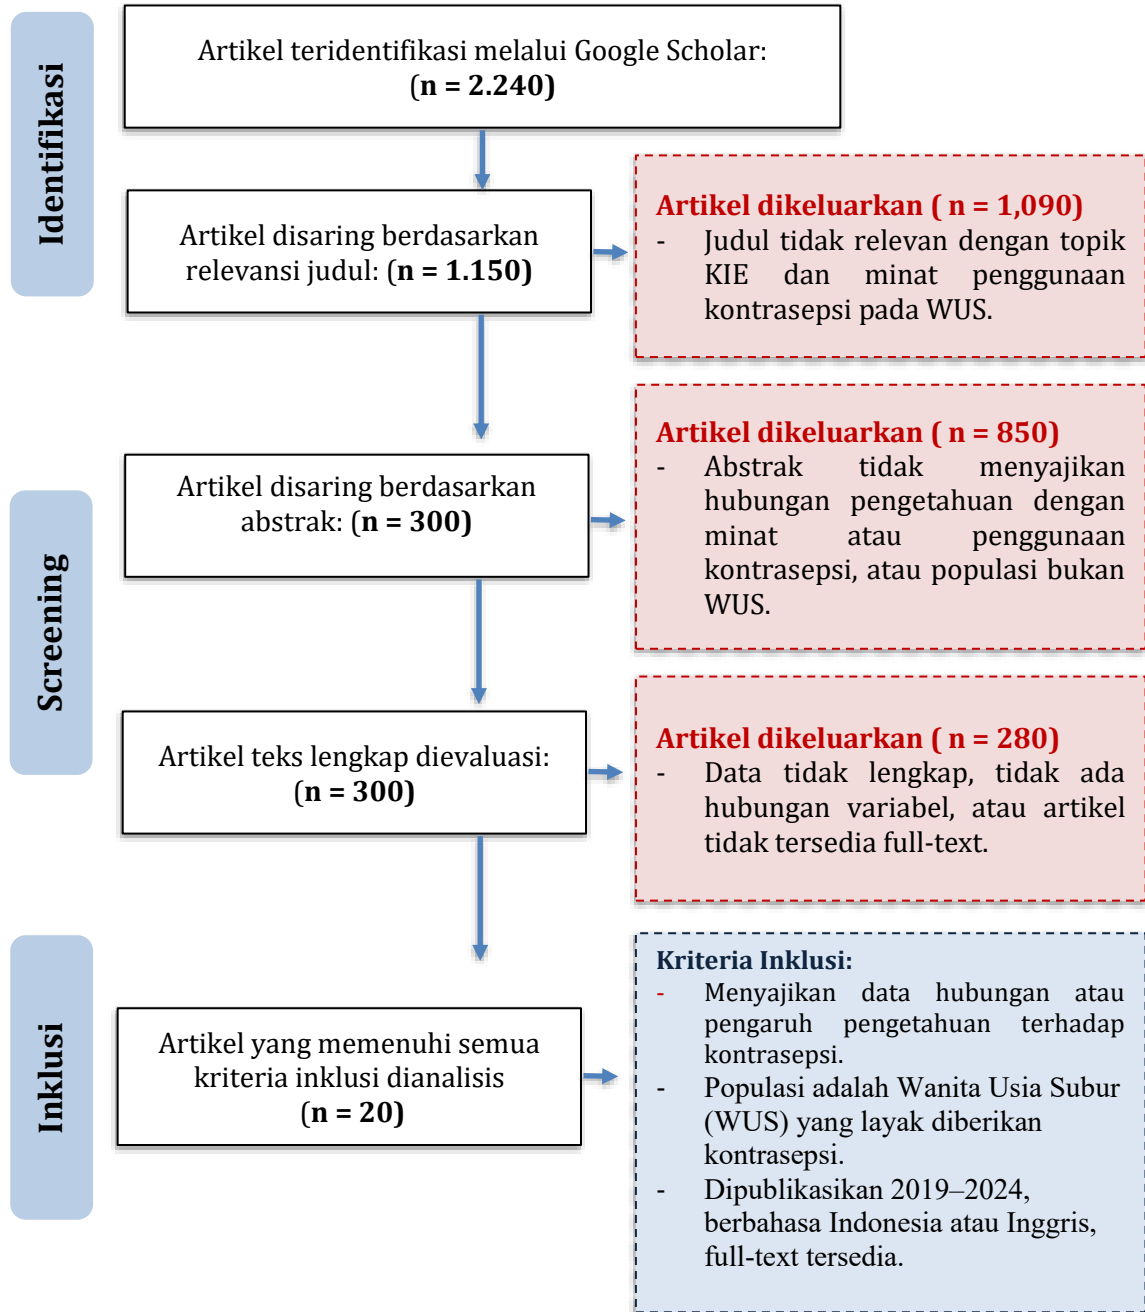 Identifikasi
Artikel teridentifikasi melalui Google Scholar:
(n = 2.240)
Artikel disaring berdasarkan
relevansi judul: (n = 1.150)
Artikel dikeluarkan ( n = 1,090)
- Judul tidak relevan dengan topik
KIE dan minat penggunaan
kontrasepsi pada WUS.
Screening
Artikel disaring berdasarkan
abstrak: (n = 300)
Artikel dikeluarkan ( n = 850)
- Abstrak tidak menyajikan
hubungan pengetahuan dengan
minat atau penggunaan
kontrasepsi, atau populasi bukan
WUS.
Artikel teks lengkap dievaluasi:
(n = 300)
Artikel dikeluarkan ( n = 280)
- Data tidak lengkap, tidak ada
hubungan variabel, atau artikel
tidak tersedia full-text.
Inklusi
Artikel yang memenuhi semua
kriteria inklusi dianalisis
(n = 20)
Kriteria Inklusi:
- Menyajikan data hubungan atau
pengaruh pengetahuan terhadap
kontrasepsi.
- Populasi adalah Wanita Usia Subur
(WUS) yang layak diberikan
kontrasepsi.
- Dipublikasikan 2019–2024,
berbahasa Indonesia atau Inggris,
full-text tersedia.